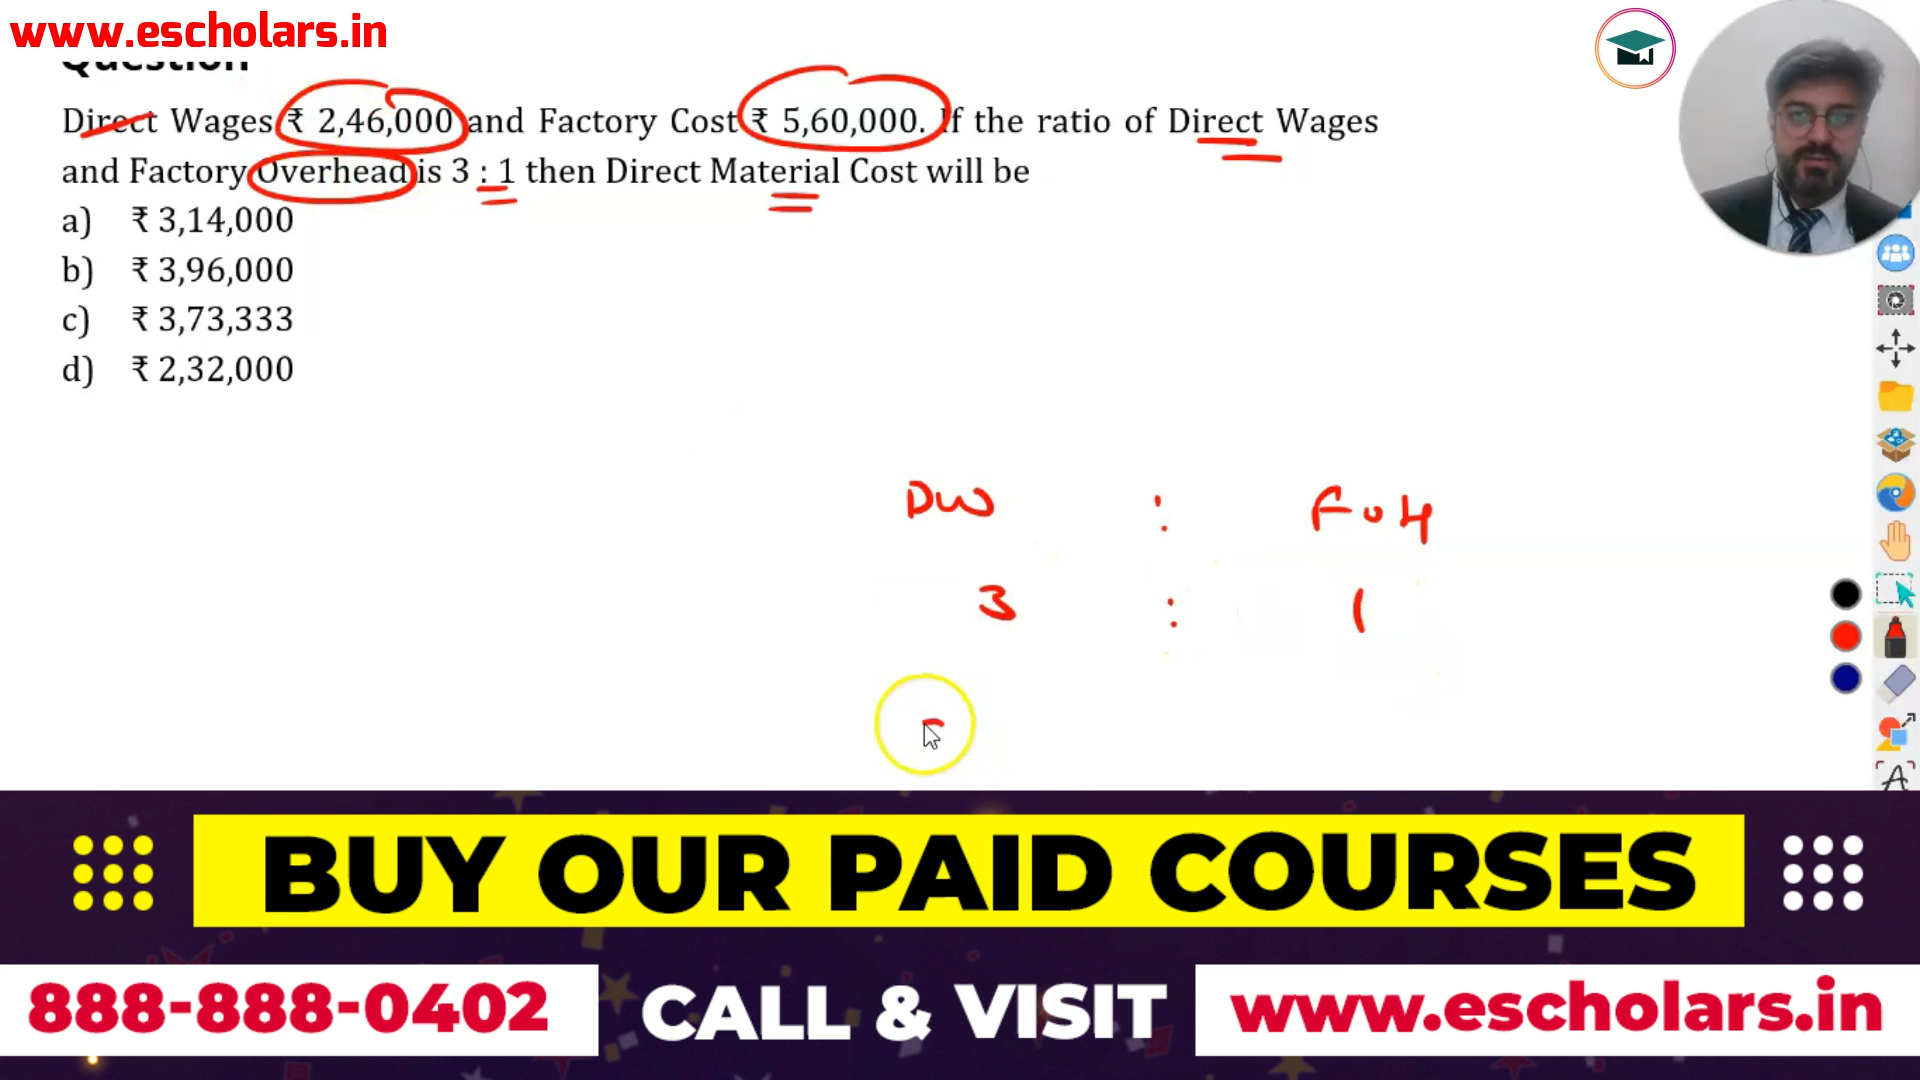 www.escholars.in
Question
Direct Wages ₹ 2,46,000 and Factory Cost ₹ 5,60,000. If the ratio of Direct Wages
and Factory Overhead is 3 : 1 then Direct Material Cost will be
a) ₹ 3,14,000
b) ₹ 3,96,000
c) ₹ 3,73,333
d) ₹ 2,32,000
DW : FOH
3 : 1
BUY OUR PAID COURSES
888-888-0402 CALL & VISIT www.escholars.in